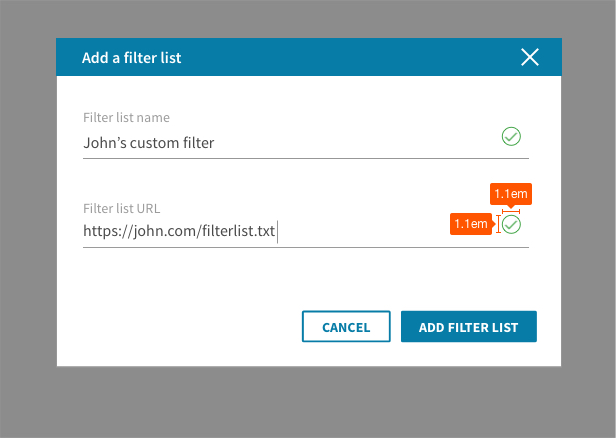 Add a filter list
Filter list name
John’s custom filter
1.1em
Filter list URL
1.1em
https://john.com/filterlist.txt
CANCEL
ADD FILTER LIST